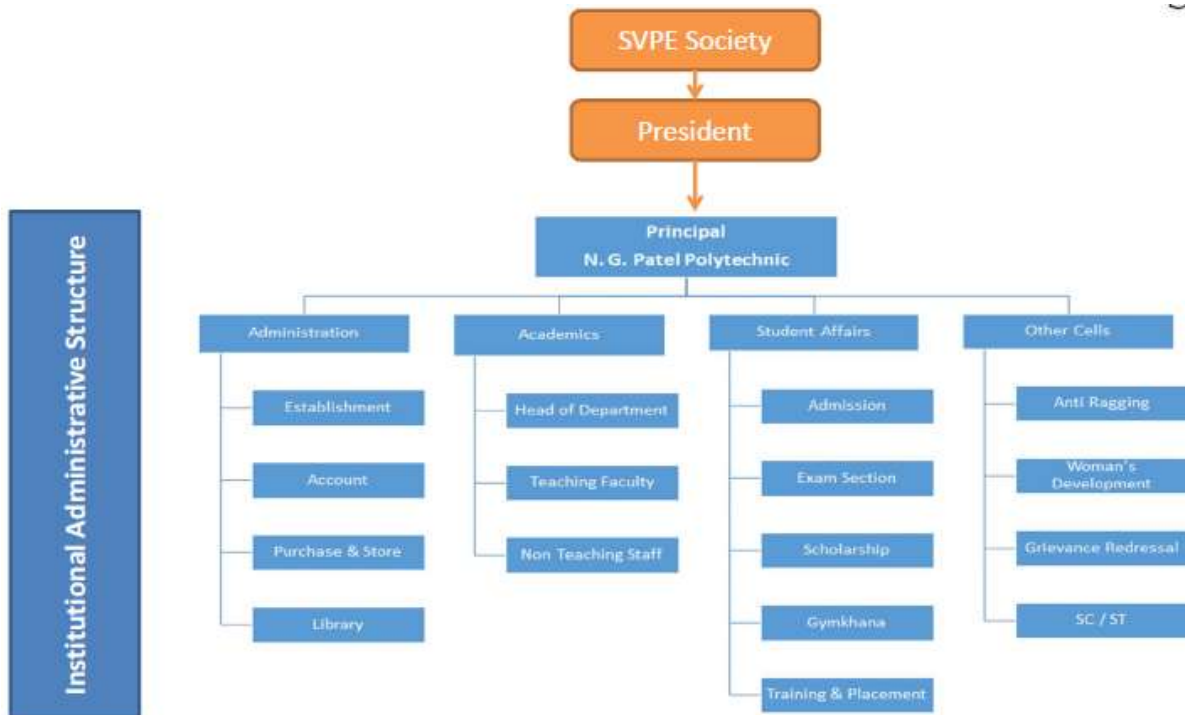 SVPE Society
President
Principal
N. G. Patel Polytechnic
Institutional Administrative Structure
Administration
Establishment
Account
Purchase & Store
Library
Academics
Head of Department
Teaching Faculty
Non Teaching Staff
Student Affairs
Admission
Exam Section
Scholarship
Gymkhana
Training & Placement
Other Cells
Anti Ragging
Woman's
Development
Grievance Redressal
SC / ST